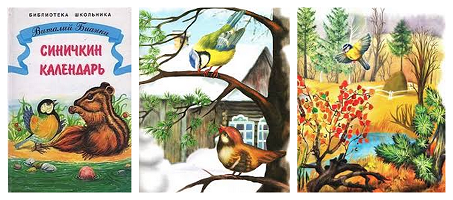 БИБЛИОТЕКА ШКОЛЬНИКА
Виталий Бианки
СИНИЧКИН
КАЛЕНДАРЬ